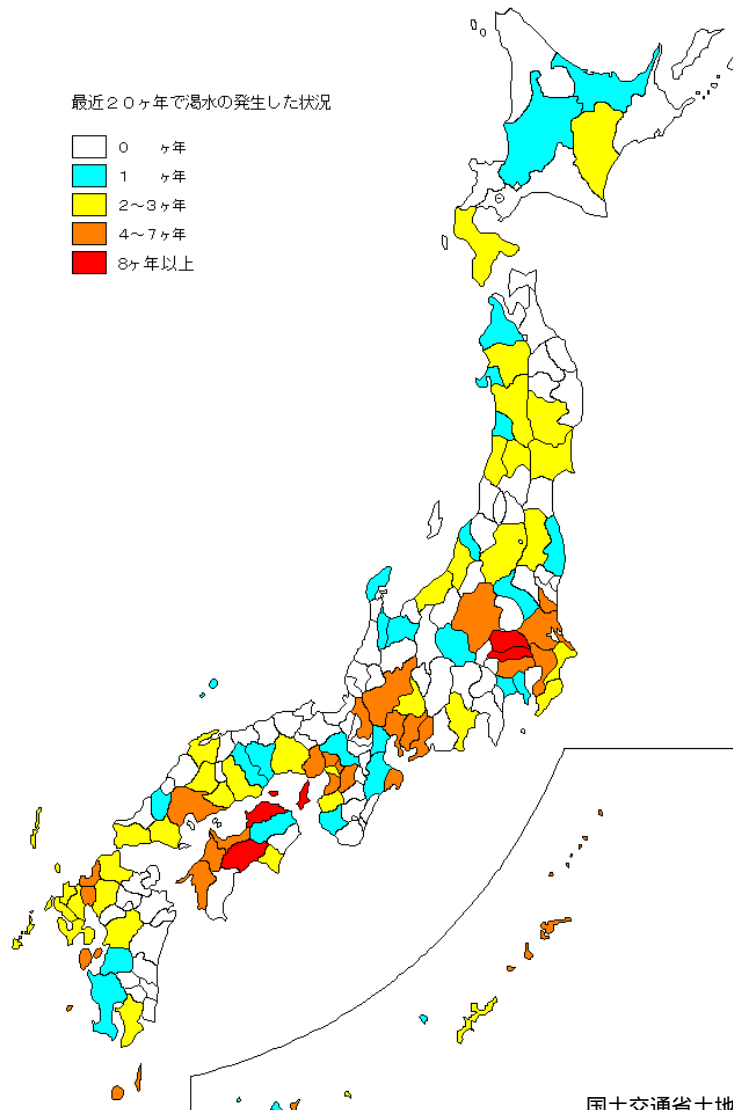 最近２０ヶ年で渇水の発生した状況
０　　ヶ年
１　　ヶ年
２～３ヶ年
４～７ヶ年
８ヶ年以上
国土交通省土地